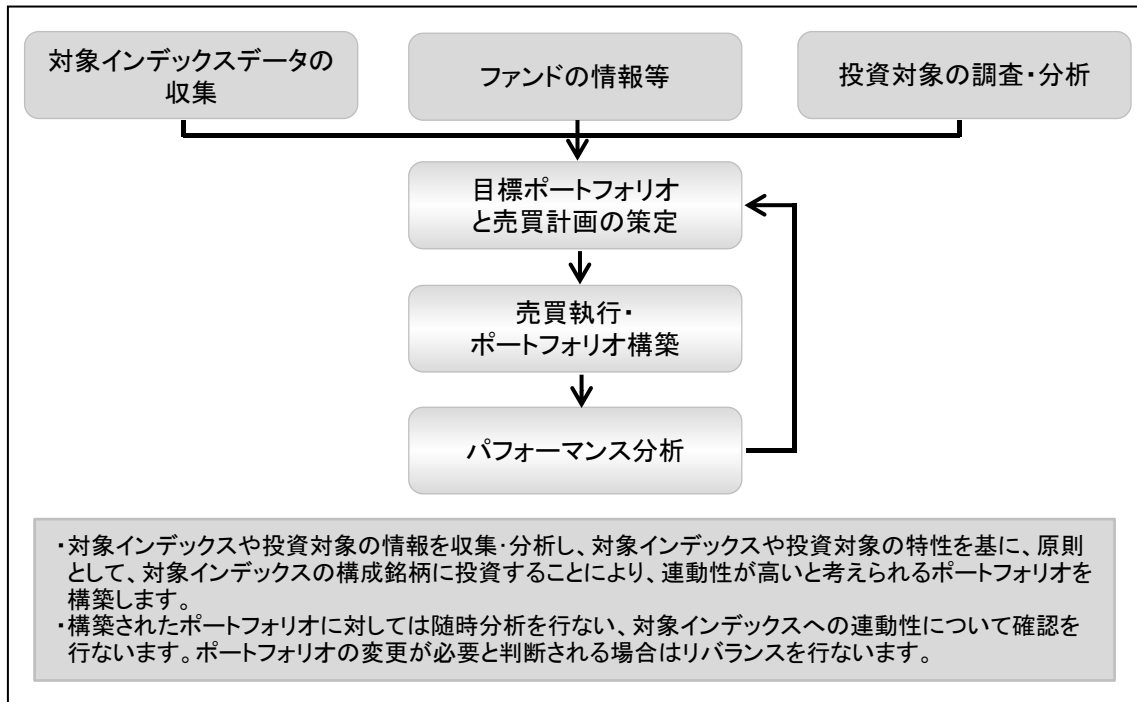 対象インデックスデータの
収集
ファンドの情報等
投資対象の調査・分析
目標ポートフォリオ
と売買計画の策定
売買執行・
ポートフォリオ構築
パフォーマンス分析
・対象インデックスや投資対象の情報を収集・分析し、対象インデックスや投資対象の特性を基に、原則
として、対象インデックスの構成銘柄に投資することにより、連動性が高いと考えられるポートフォリオを
構築します。
・構築されたポートフォリオに対しては随時分析を行ない、対象インデックスへの連動性について確認を
行ないます。ポートフォリオの変更が必要と判断される場合はリバランスを行ないます。